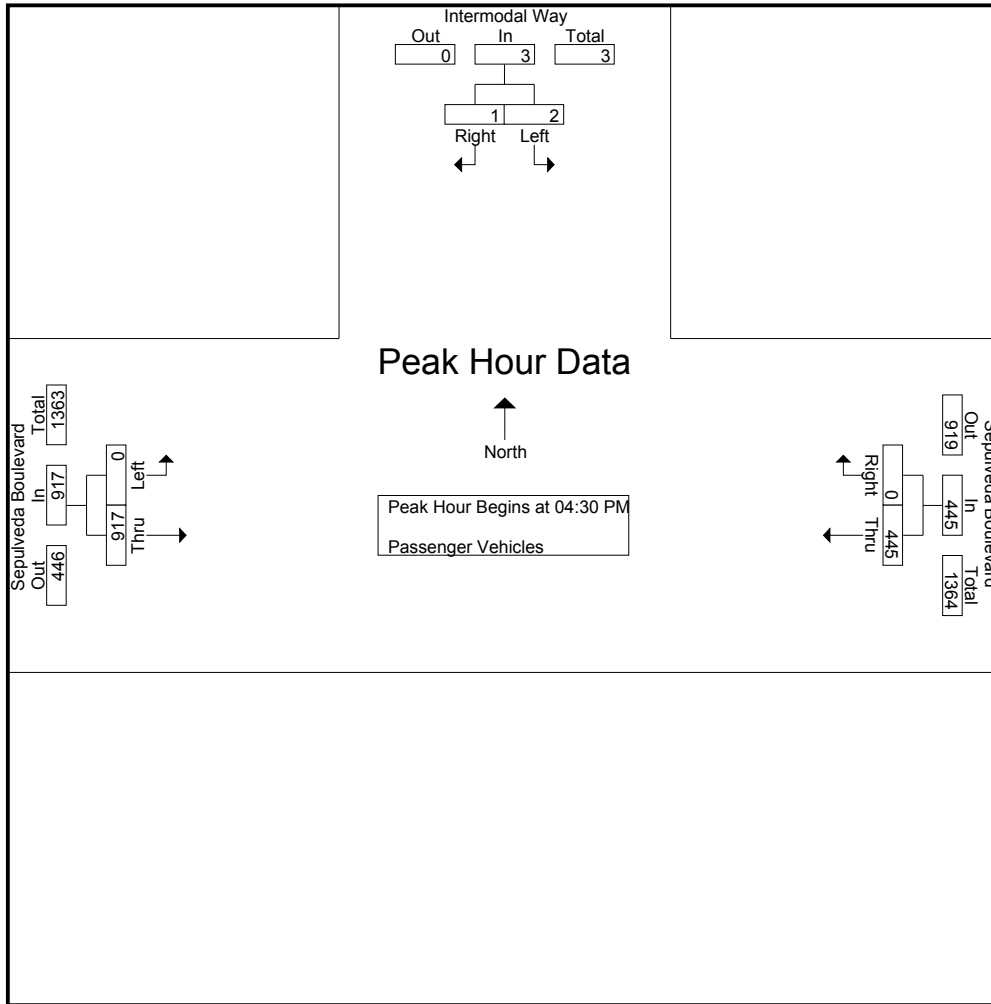 Intermodal Way
Out In Total
0 3 3
1 2
Right Left
Peak Hour Data
North
Peak Hour Begins at 04:30 PM
Passenger Vehicles
Sepulveda Boulevard
Out In Total
446 917 1363
0 917
Left Thru
Sepulveda Boulevard
Out In Total
919 445 1364
0 445
Right Thru